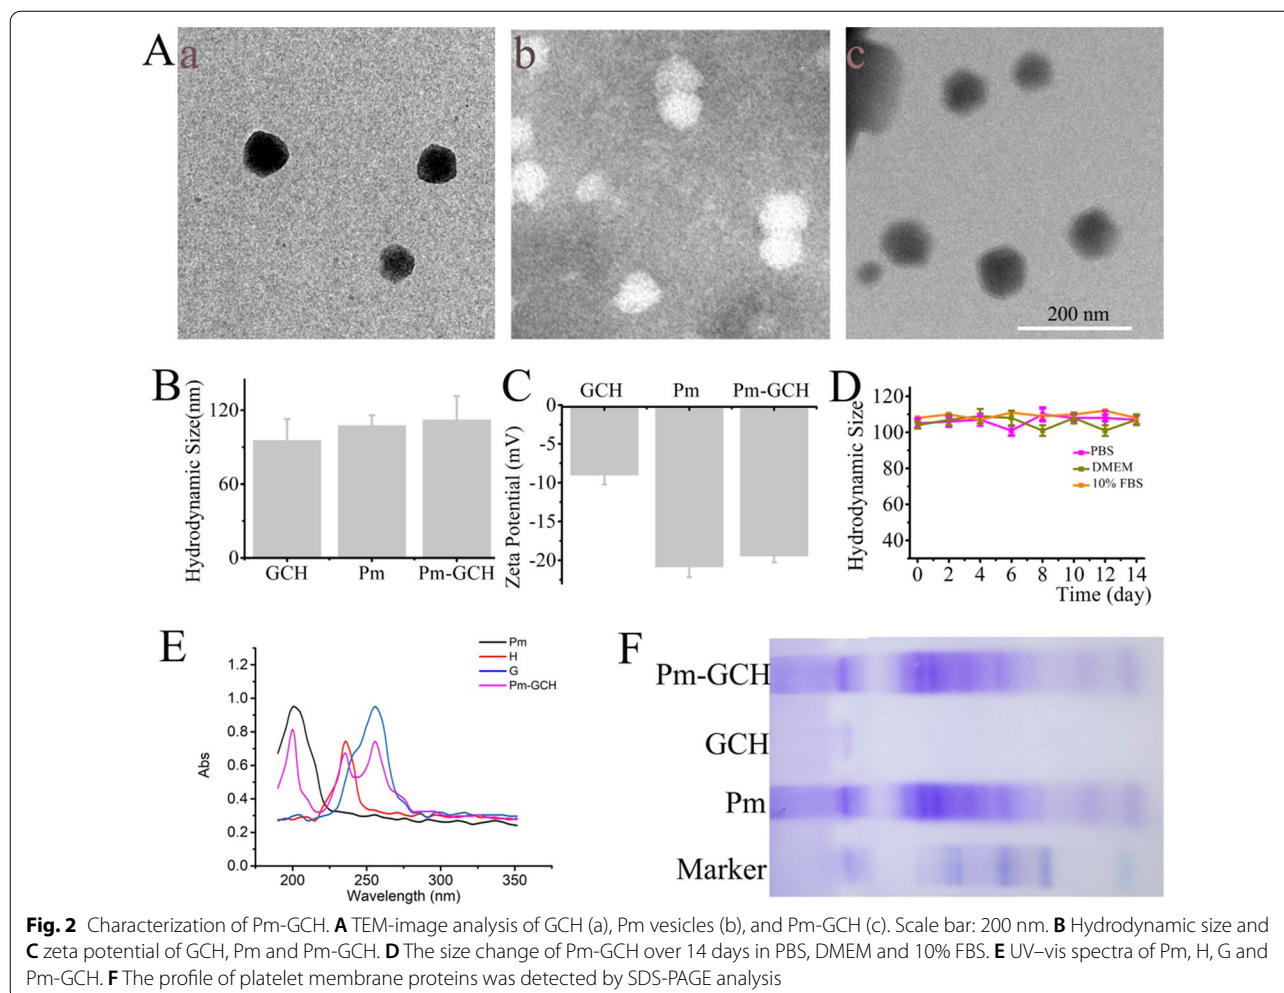 A
a
b
c
200 nm
B
Hydrodynamic Size(nm)
120
60
0
GCH
Pm
Pm-GCH
C
GCH
Pm
Pm-GCH
Zeta Potential (mV)
0
-5
-10
-15
-20
D
Hydrodynamic Size
120
100
80
60
40
PBS
DMEM
10% FBS
0 2 4 6 8 10 12 14
Time (day)
E
Abs
1.2
1.0
0.8
0.6
0.4
0.2
0.0
Pm
H
G
Pm-GCH
200 250 300 350
Wavelength (nm)
F
Pm-GCH
GCH
Pm
Marker
Fig. 2 Characterization of Pm-GCH. A TEM-image analysis of GCH (a), Pm vesicles (b), and Pm-GCH (c). Scale bar: 200 nm. B Hydrodynamic size and
C zeta potential of GCH, Pm and Pm-GCH. D The size change of Pm-GCH over 14 days in PBS, DMEM and 10% FBS. E UV–vis spectra of Pm, H, G and
Pm-GCH. F The profile of platelet membrane proteins was detected by SDS-PAGE analysis